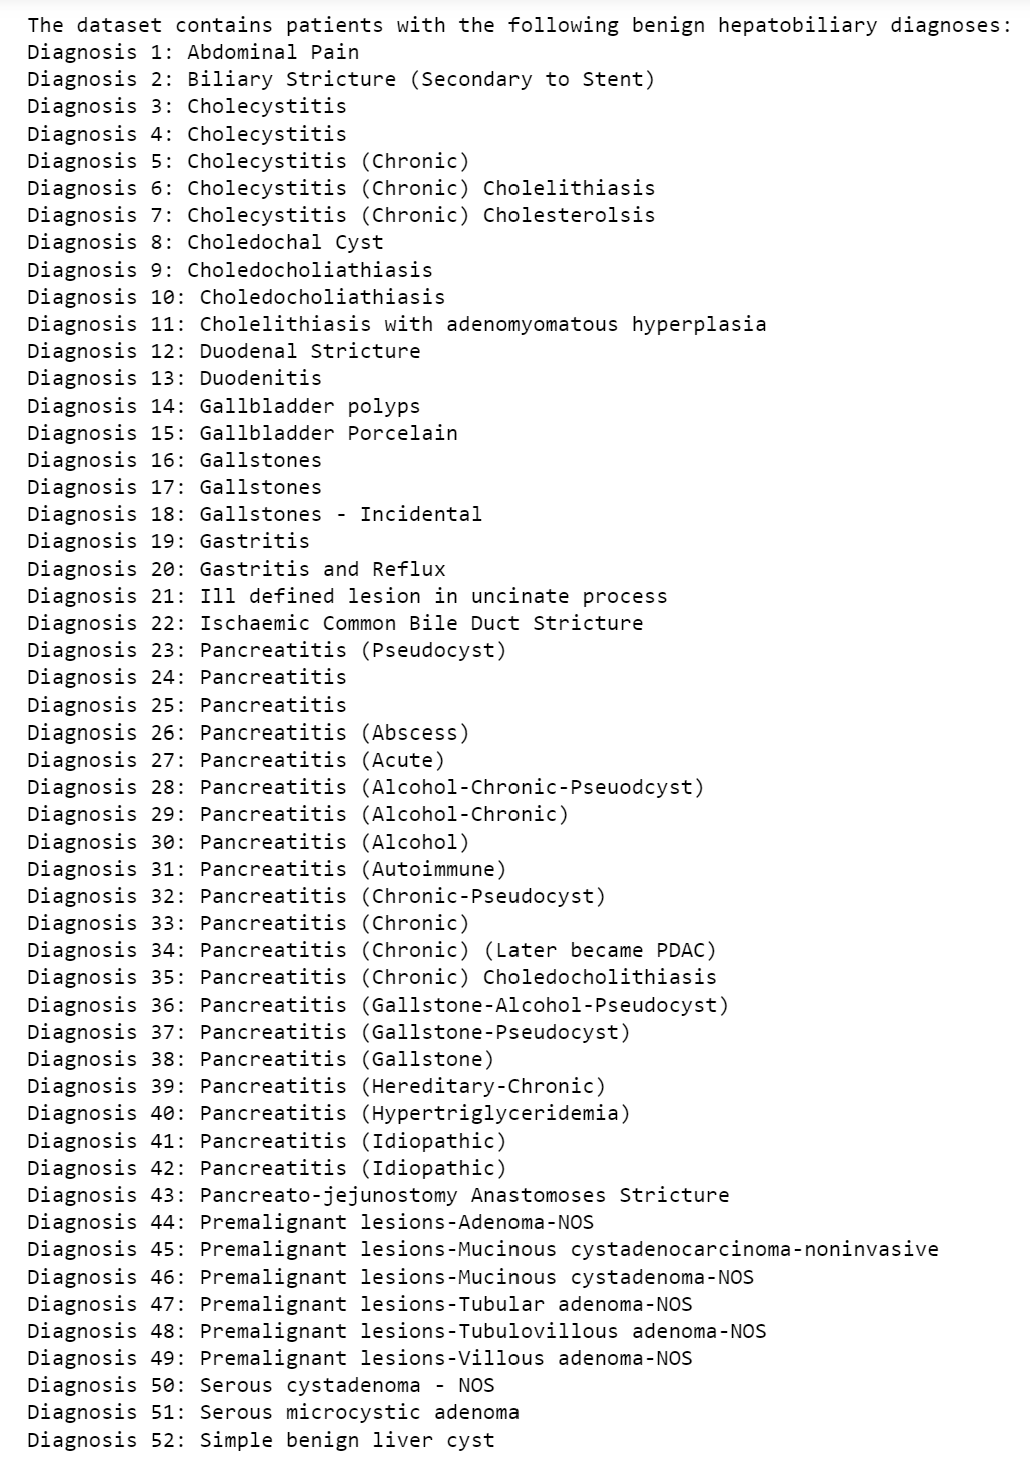 The dataset contains patients with the following benign hepatobiliary diagnoses:
Diagnosis 1: Abdominal Pain
Diagnosis 2: Biliary Stricture (Secondary to Stent)
Diagnosis 3: Cholecystitis
Diagnosis 4: Cholecystitis
Diagnosis 5: Cholecystitis (Chronic)
Diagnosis 6: Cholecystitis (Chronic) Cholelithiasis
Diagnosis 7: Cholecystitis (Chronic) Cholesterolsis
Diagnosis 8: Choledochal Cyst
Diagnosis 9: Choledocholiathiasis
Diagnosis 10: Choledocholiathiasis
Diagnosis 11: Cholelithiasis with adenomyomatous hyperplasia
Diagnosis 12: Duodenal Stricture
Diagnosis 13: Duodenitis
Diagnosis 14: Gallbladder polyps
Diagnosis 15: Gallbladder Porcelain
Diagnosis 16: Gallstones
Diagnosis 17: Gallstones
Diagnosis 18: Gallstones - Incidental
Diagnosis 19: Gastritis
Diagnosis 20: Gastritis and Reflux
Diagnosis 21: Ill defined lesion in uncinate process
Diagnosis 22: Ischaemic Common Bile Duct Stricture
Diagnosis 23: Pancreatitis (Pseudocyst)
Diagnosis 24: Pancreatitis
Diagnosis 25: Pancreatitis
Diagnosis 26: Pancreatitis (Abscess)
Diagnosis 27: Pancreatitis (Acute)
Diagnosis 28: Pancreatitis (Alcohol-Chronic-Pseuodcyst)
Diagnosis 29: Pancreatitis (Alcohol-Chronic)
Diagnosis 30: Pancreatitis (Alcohol)
Diagnosis 31: Pancreatitis (Autoimmune)
Diagnosis 32: Pancreatitis (Chronic-Pseudocyst)
Diagnosis 33: Pancreatitis (Chronic)
Diagnosis 34: Pancreatitis (Chronic) (Later became PDAC)
Diagnosis 35: Pancreatitis (Chronic) Choledocholithiasis
Diagnosis 36: Pancreatitis (Gallstone-Alcohol-Pseudocyst)
Diagnosis 37: Pancreatitis (Gallstone-Pseudocyst)
Diagnosis 38: Pancreatitis (Gallstone)
Diagnosis 39: Pancreatitis (Hereditary-Chronic)
Diagnosis 40: Pancreatitis (Hypertriglyceridemia)
Diagnosis 41: Pancreatitis (Idiopathic)
Diagnosis 42: Pancreatitis (Idiopathic)
Diagnosis 43: Pancreato-jejunostomy Anastomoses Stricture
Diagnosis 44: Premalignant lesions-Adenoma-NOS
Diagnosis 45: Premalignant lesions-Mucinous cystadenocarcinoma-noninvasive
Diagnosis 46: Premalignant lesions-Mucinous cystadenoma-NOS
Diagnosis 47: Premalignant lesions-Tubular adenoma-NOS
Diagnosis 48: Premalignant lesions-Tubulovillous adenoma-NOS
Diagnosis 49: Premalignant lesions-Villous adenoma-NOS
Diagnosis 50: Serous cystadenoma - NOS
Diagnosis 51: Serous microcystic adenoma
Diagnosis 52: Simple benign liver cyst